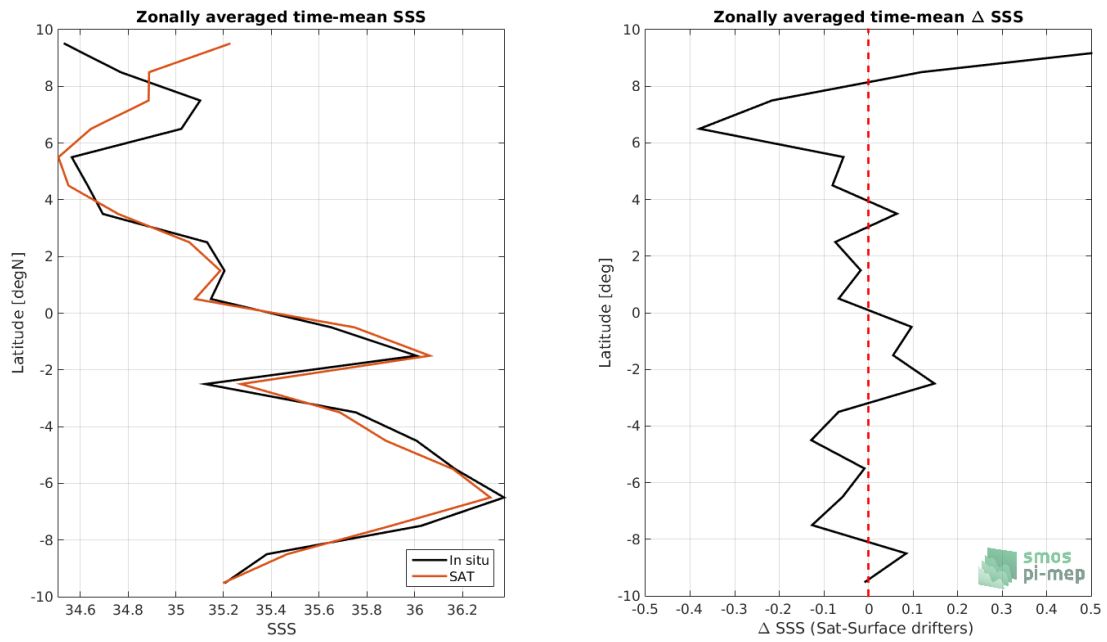 Zonally averaged time-mean SSS
10
8
6
4
2
0
-2
-4
-6
-8
-10
Latitude [degN]
34.6 34.8 35 35.2 35.4 35.6 35.8 36 36.2
SSS
In situ
SAT
Zonally averaged time-mean Δ SSS
10
8
6
4
2
0
-2
-4
-6
-8
-10
Latitude [deg]
-0.5 -0.4 -0.3 -0.2 -0.1 0 0.1 0.2 0.3 0.4 0.5
Δ SSS (Sat-Surface drifters)
smos
pi-mep